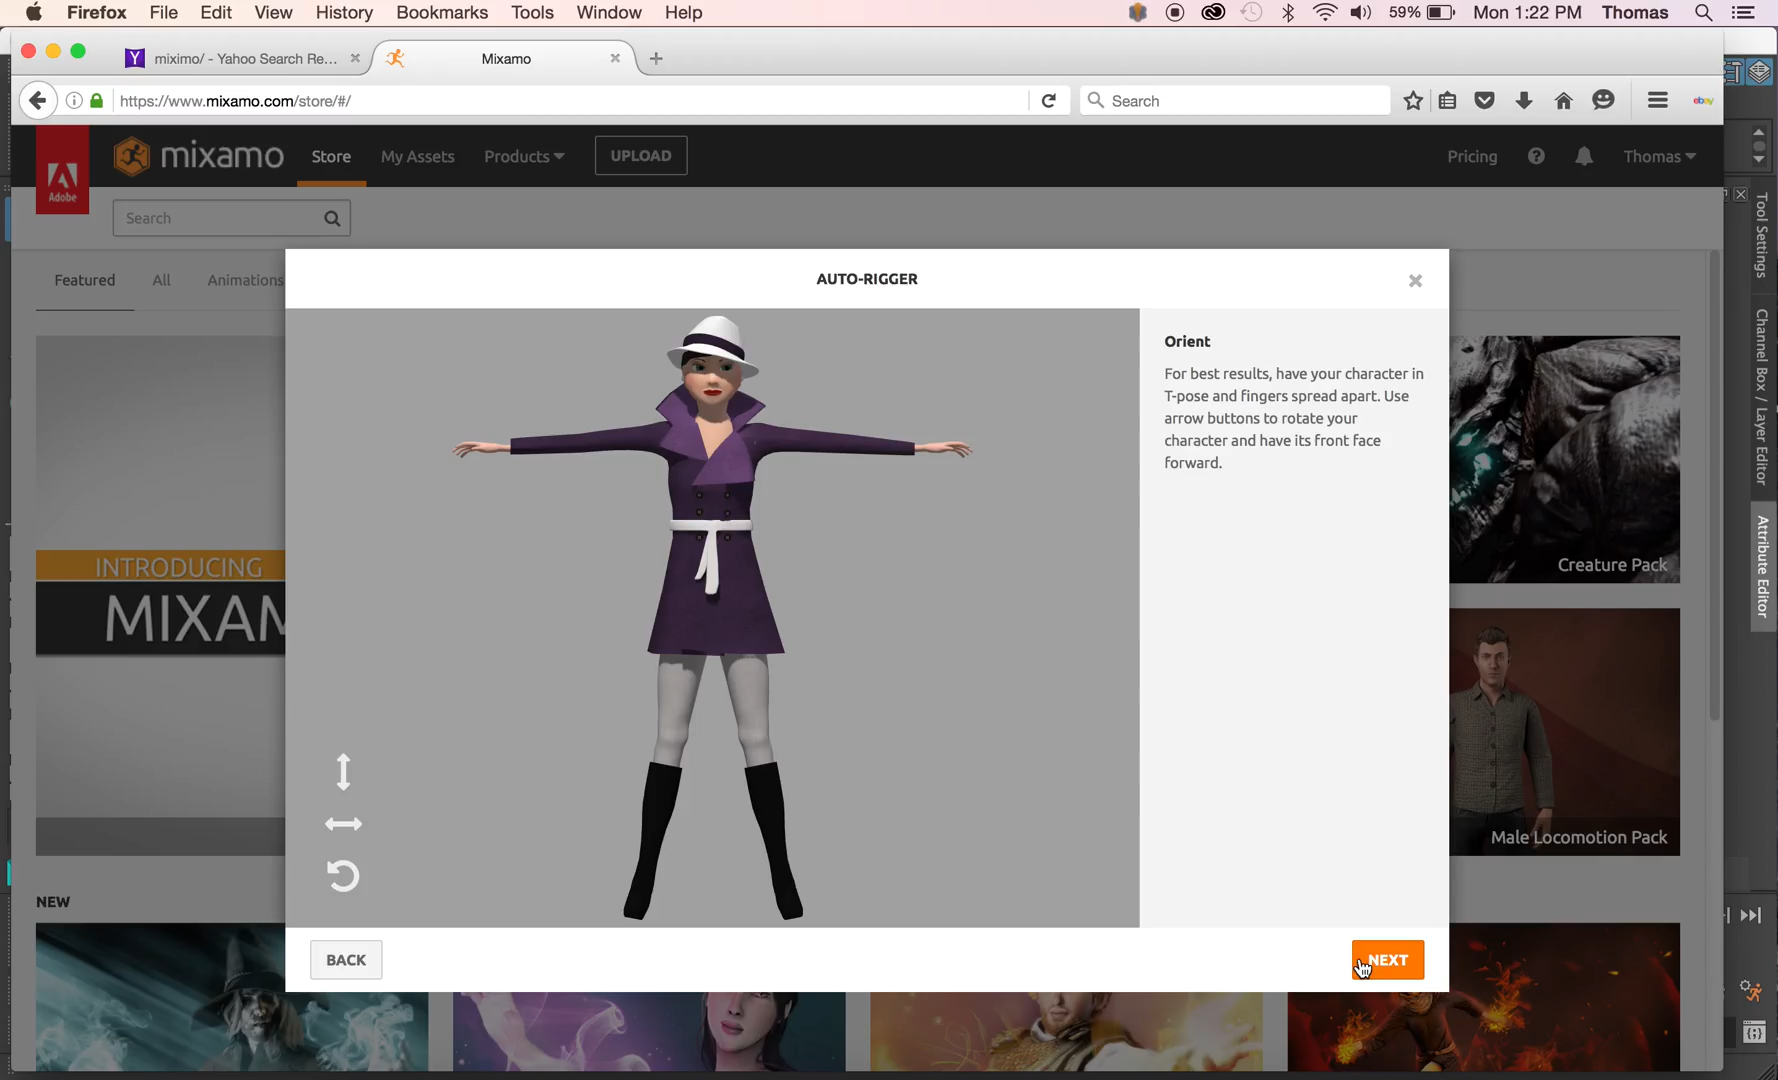 Firefox File Edit View History Bookmarks Tools Window Help 59% Mon 1:22 PM Thomas
miximo/ - Yahoo Search Re... Mixamo
https://www.mixamo.com/store/#/ Search ebay
Adobe mixamo Store My Assets Products UPLOAD Pricing Thomas
Search
Featured All Animations
AUTO-RIGGER
Orient
For best results, have your character in
T-pose and fingers spread apart. Use
arrow buttons to rotate your
character and have its front face
forward.
INTRODUCING
MIXAM
Creature Pack
Male Locomotion Pack
NEW
BACK NEXT
Tool Settings
Channel Box / Layer Editor
Attribute Editor